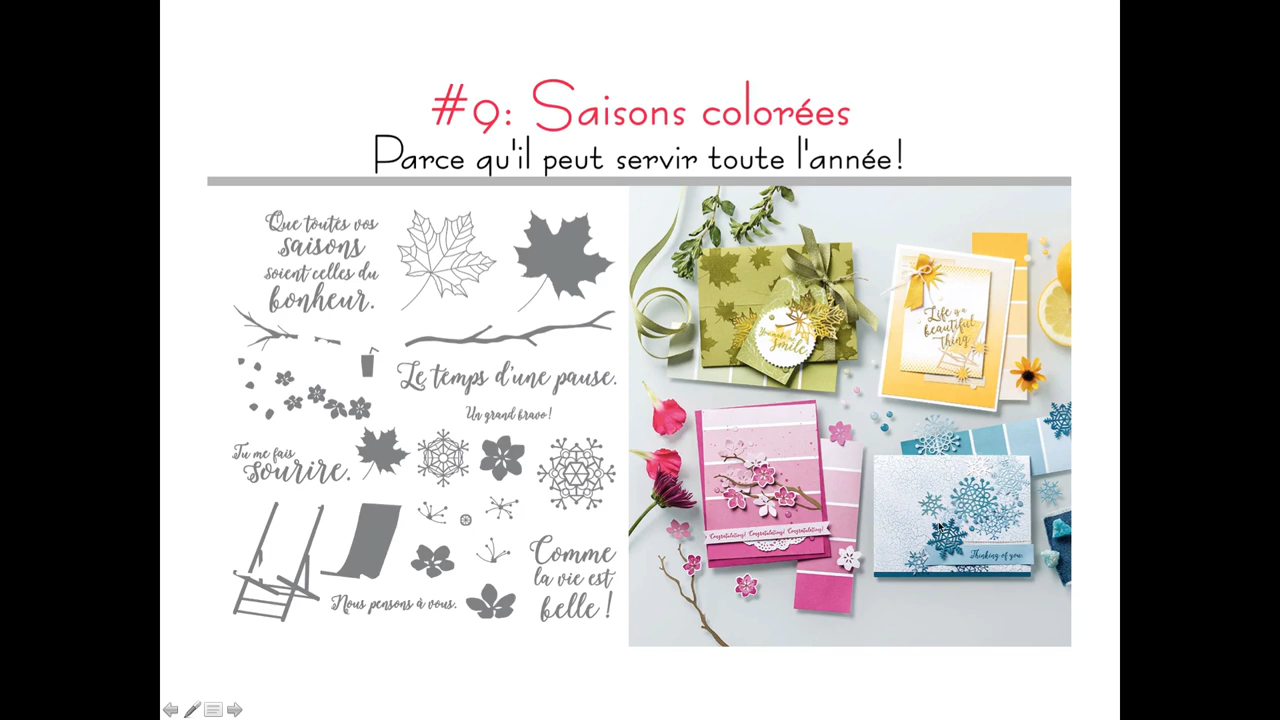 #9: Saisons colorées
Parce qu'il peut servir toute l'année!
Que toutes vos
saisons
soient celles du
bonheur.
Le temps d'une pause.
Un grand bravo!
Tu me fais
Sourire.
Comme
la vie est
belle!
Nous pensons à vous.
smile
Life is a
beautiful
thing
Congratulations! Congratulations! Congratulations!
Thinking of you